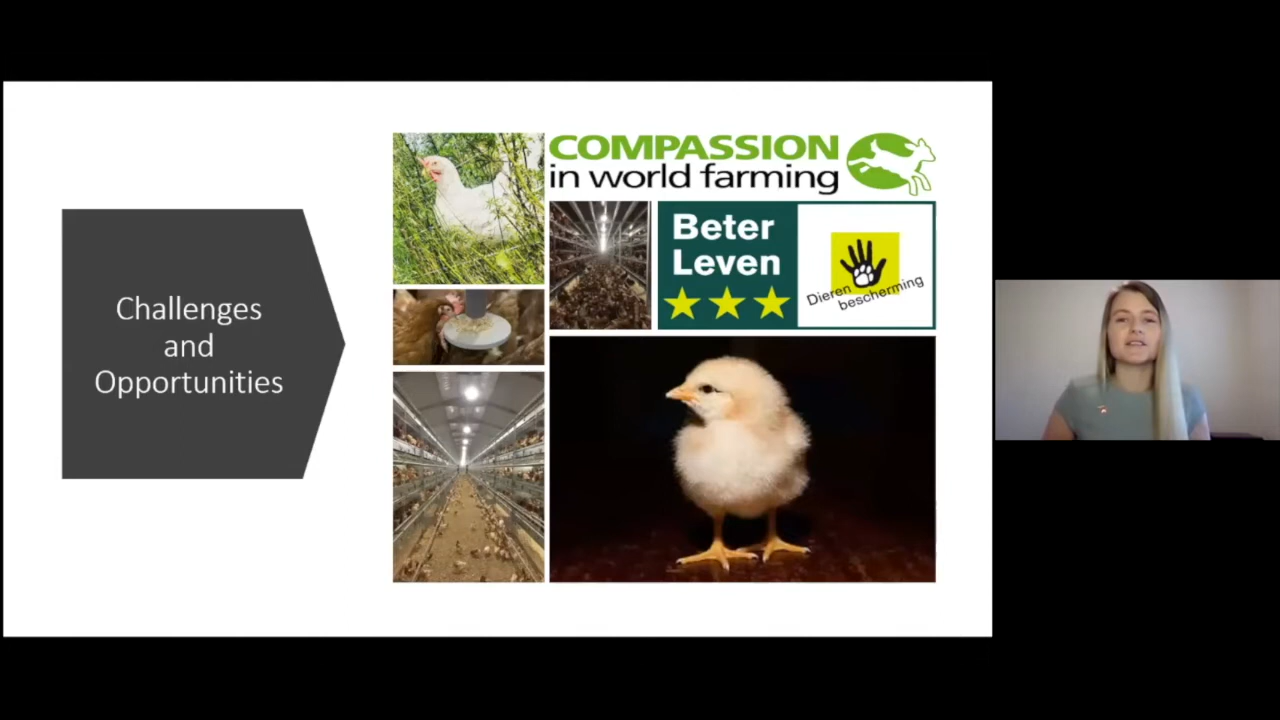 Challenges
and
Opportunities
COMPASSION
in world farming
Beter
Leven
Dieren
bescherming